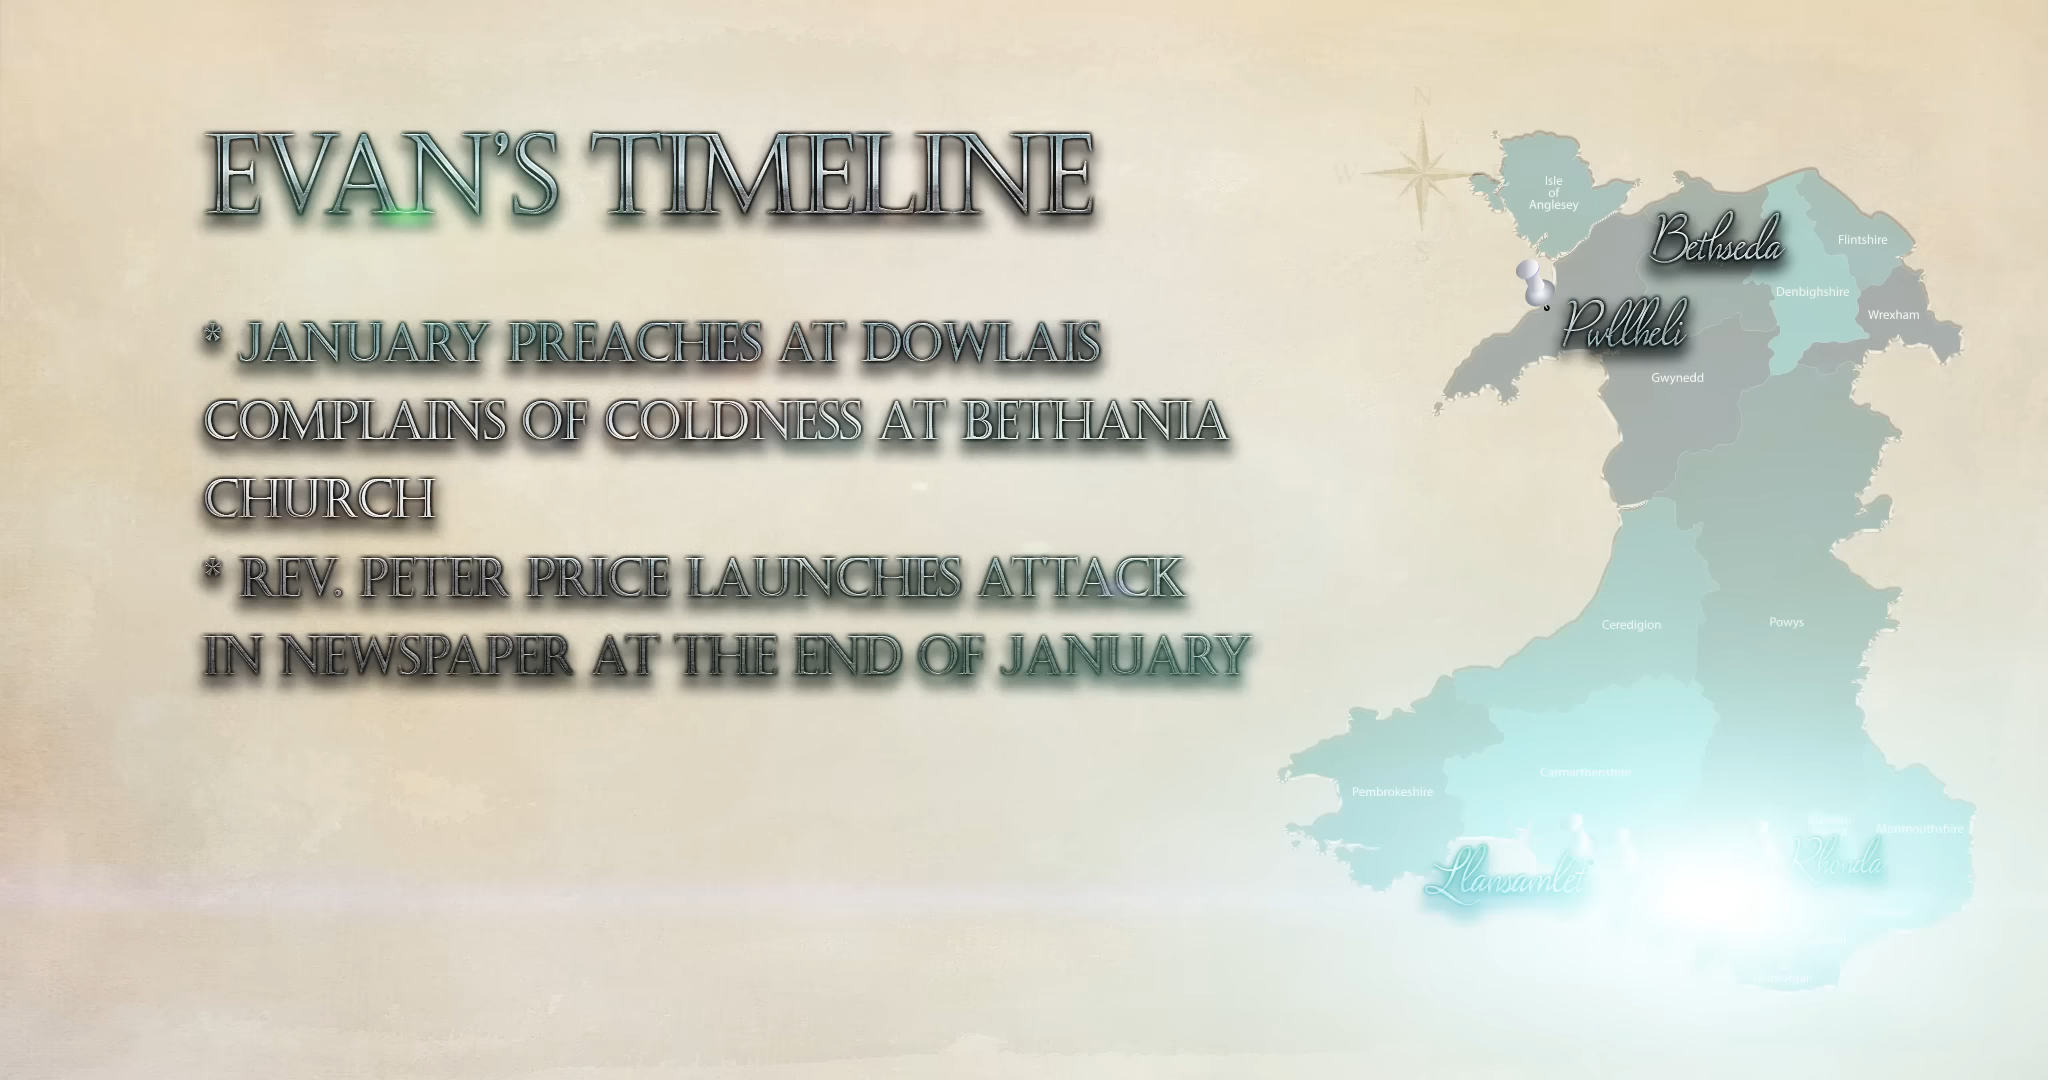 EVAN'S TIMELINE
* JANUARY PREACHES AT DOWLAIS
COMPLAINS OF COLDNESS AT BETHANIA
CHURCH
* REV. PETER PRICE LAUNCHES ATTACK
IN NEWSPAPER AT THE END OF JANUARY
N
W
S
Isle
of
Anglesey
Bethseda
Flintshire
Denbighshire
Wrexham
Pwllheli
Gwynedd
Ceredigion
Powys
Carmarthenshire
Pembrokeshire
Monmouthshire
Llansamlet
Rhonda